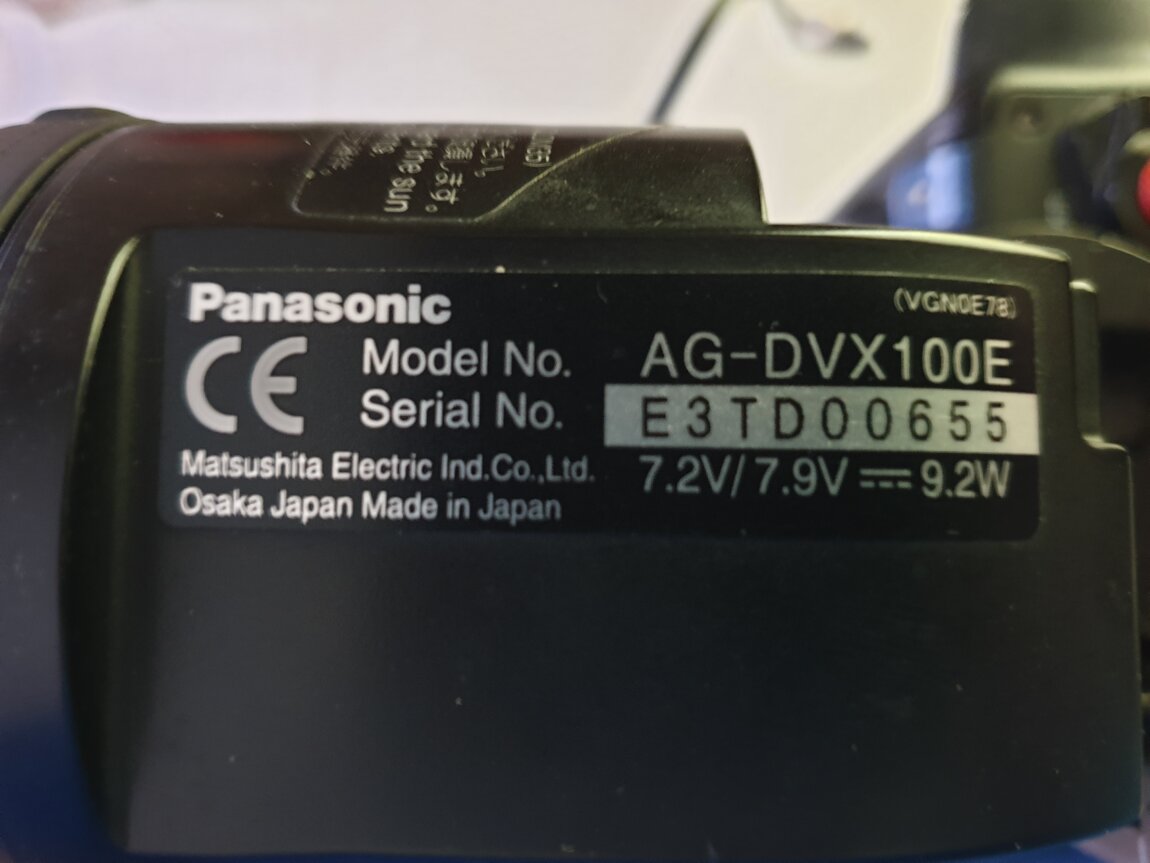 the sun
Panasonic
(VGN0E78)
CE
Model No. AG-DVX100E
Serial No. E3TD00655
7.2V/7.9V ⎓ 9.2W
Matsushita Electric Ind.Co.,Ltd.
Osaka Japan Made in Japan